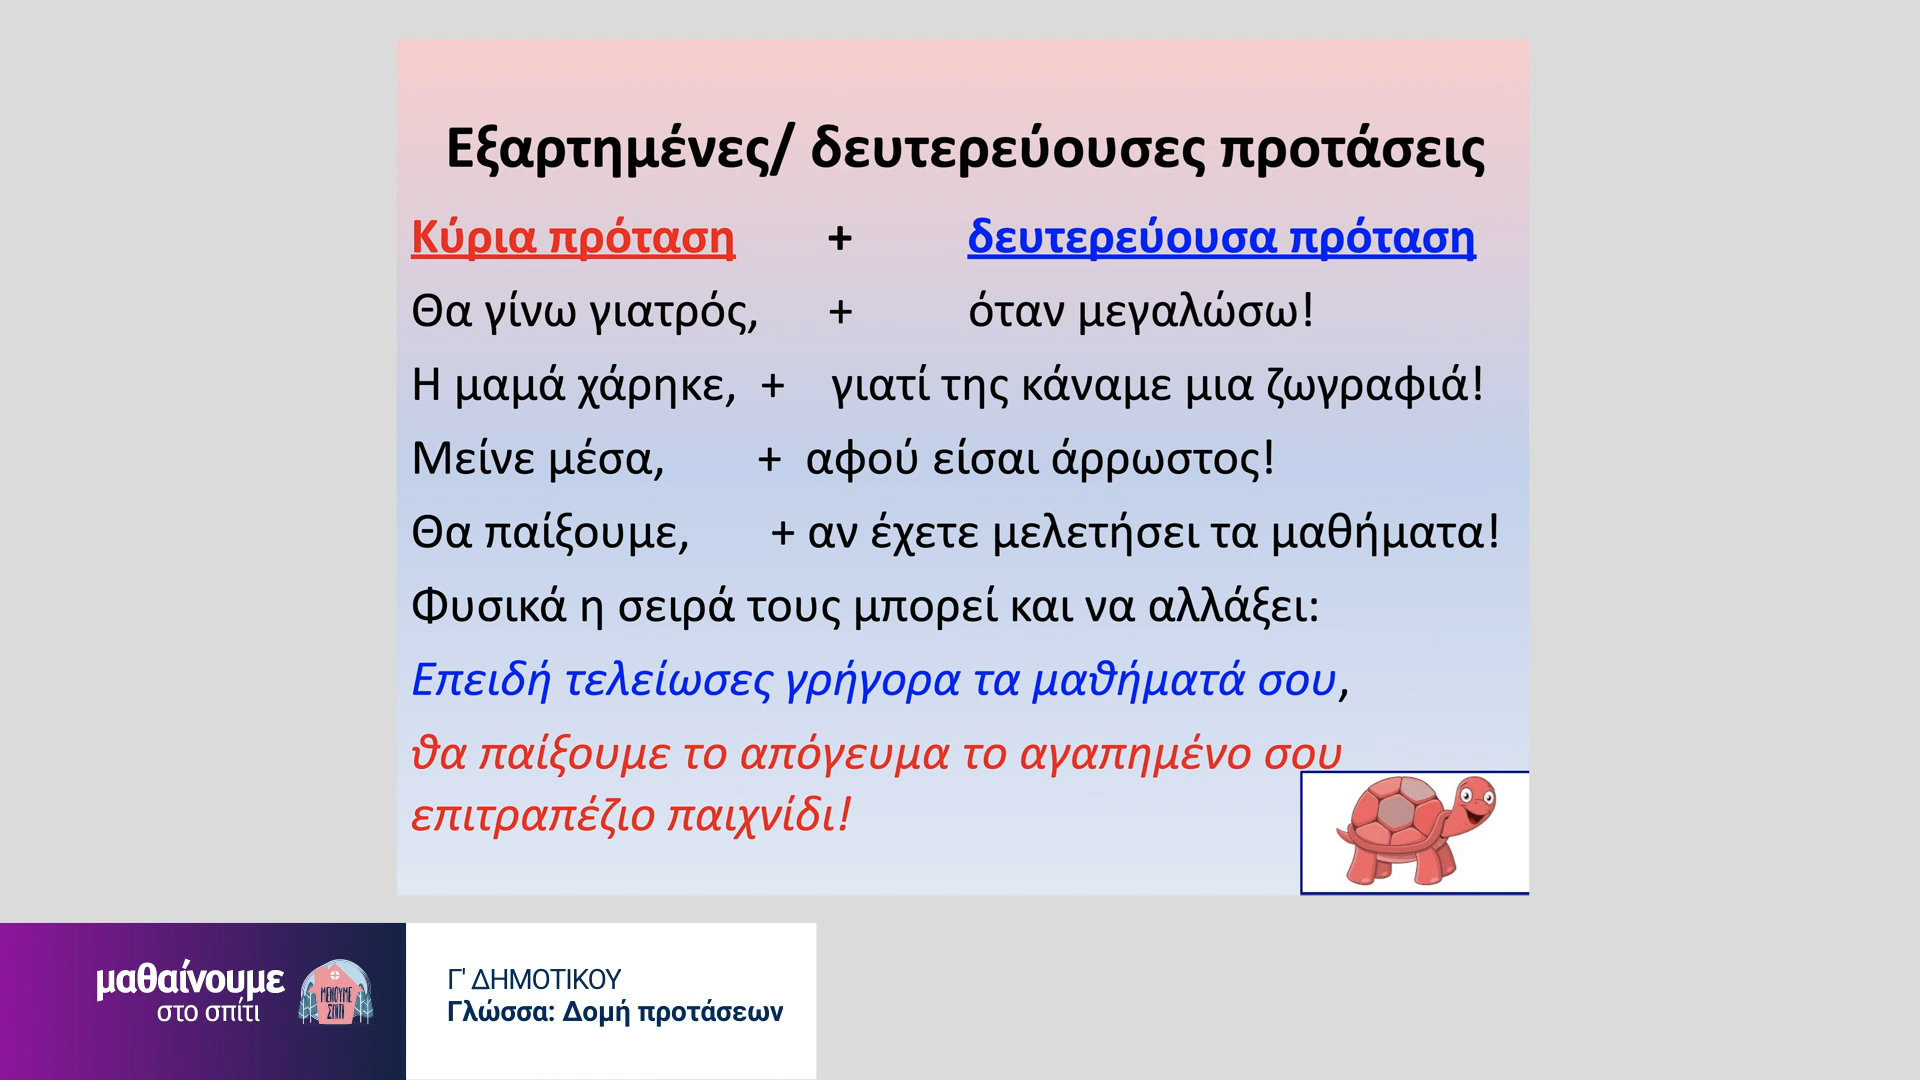 Εξαρτημένες/ δευτερεύουσες προτάσεις
Κύρια πρόταση + δευτερεύουσα πρόταση
Θα γίνω γιατρός, + όταν μεγαλώσω!
Η μαμά χάρηκε, + γιατί της κάναμε μια ζωγραφιά!
Μείνε μέσα, + αφού είσαι άρρωστος!
Θα παίξουμε, + αν έχετε μελετήσει τα μαθήματα!
Φυσικά η σειρά τους μπορεί και να αλλάξει:
Επειδή τελείωσες γρήγορα τα μαθήματά σου,
θα παίξουμε το απόγευμα το αγαπημένο σου
επιτραπέζιο παιχνίδι!
μαθαίνουμε
στο σπίτι
ΜΕΝΟΥΜΕ
ΣΠΙΤΙ
Γ' ΔΗΜΟΤΙΚΟΥ
Γλώσσα: Δομή προτάσεων